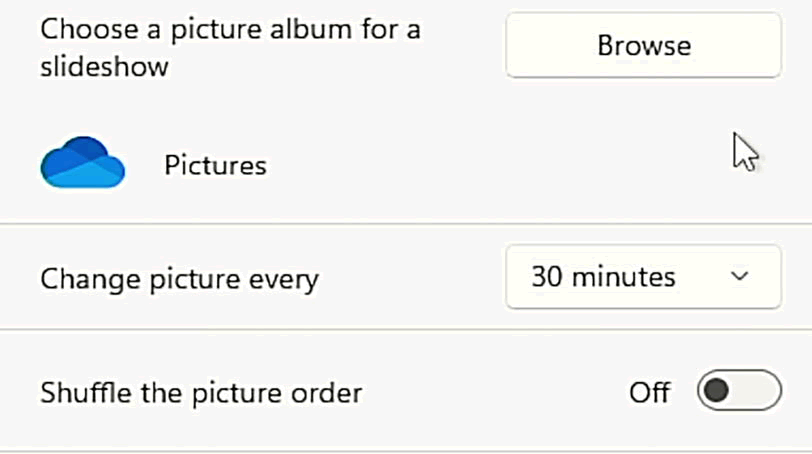 Choose a picture album for a
slideshow
Browse
Pictures
Change picture every
30 minutes
Shuffle the picture order
Off